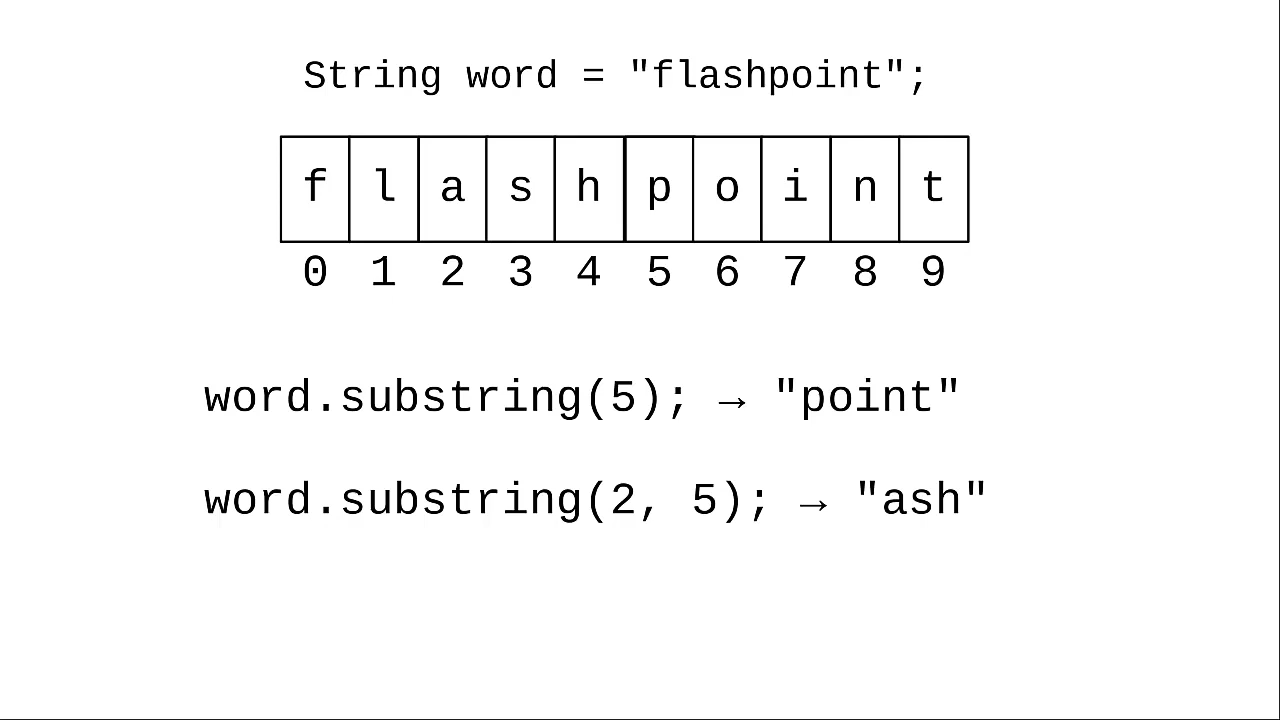 String word = "flashpoint";
f l a s h p o i n t
0 1 2 3 4 5 6 7 8 9
word.substring(5); → "point"
word.substring(2, 5); → "ash"